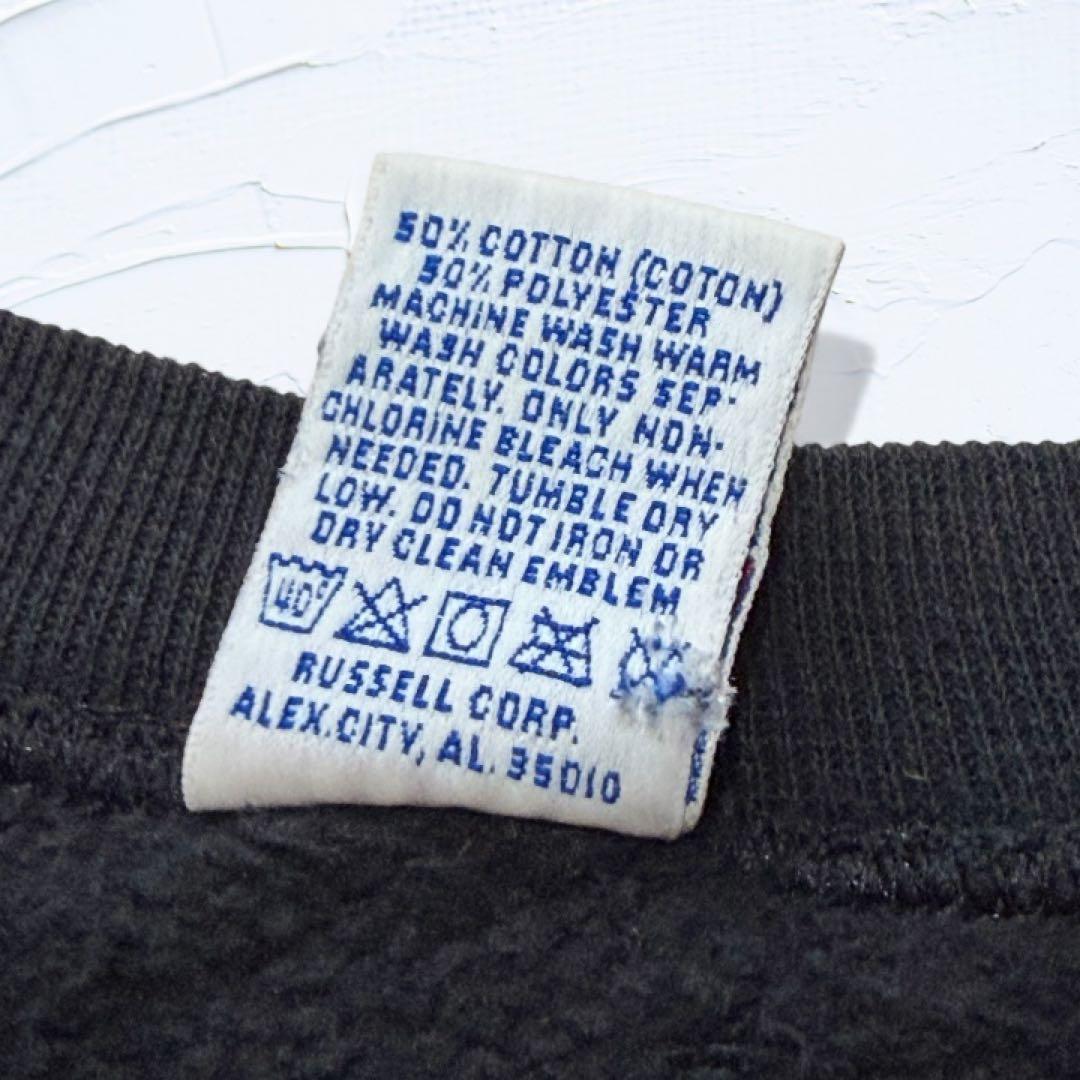 50% COTTON (COTON)
50% POLYESTER
MACHINE WASH WARM
WASH COLORS SEP-
ARATELY. ONLY NON-
CHLORINE BLEACH WHEN
NEEDED. TUMBLE DRY
LOW. DO NOT IRON OR
DRY CLEAN EMBLEM
40°
RUSSELL CORP.
ALEX.CITY, AL. 35010